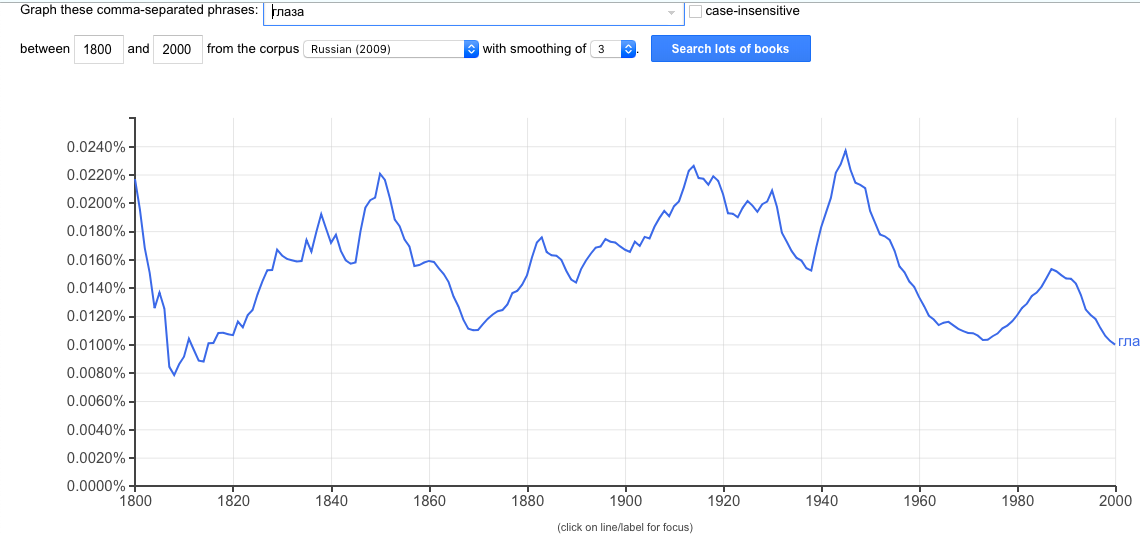 Graph these comma-separated phrases: глаза case-insensitive
between 1800 and 2000 from the corpus Russian (2009) with smoothing of 3. Search lots of books
0.0240%
0.0220%
0.0200%
0.0180%
0.0160%
0.0140%
0.0120%
0.0100%
гла
0.0080%
0.0060%
0.0040%
0.0020%
0.0000%
1800 1820 1840 1860 1880 1900 1920 1940 1960 1980 2000
(click on line/label for focus)